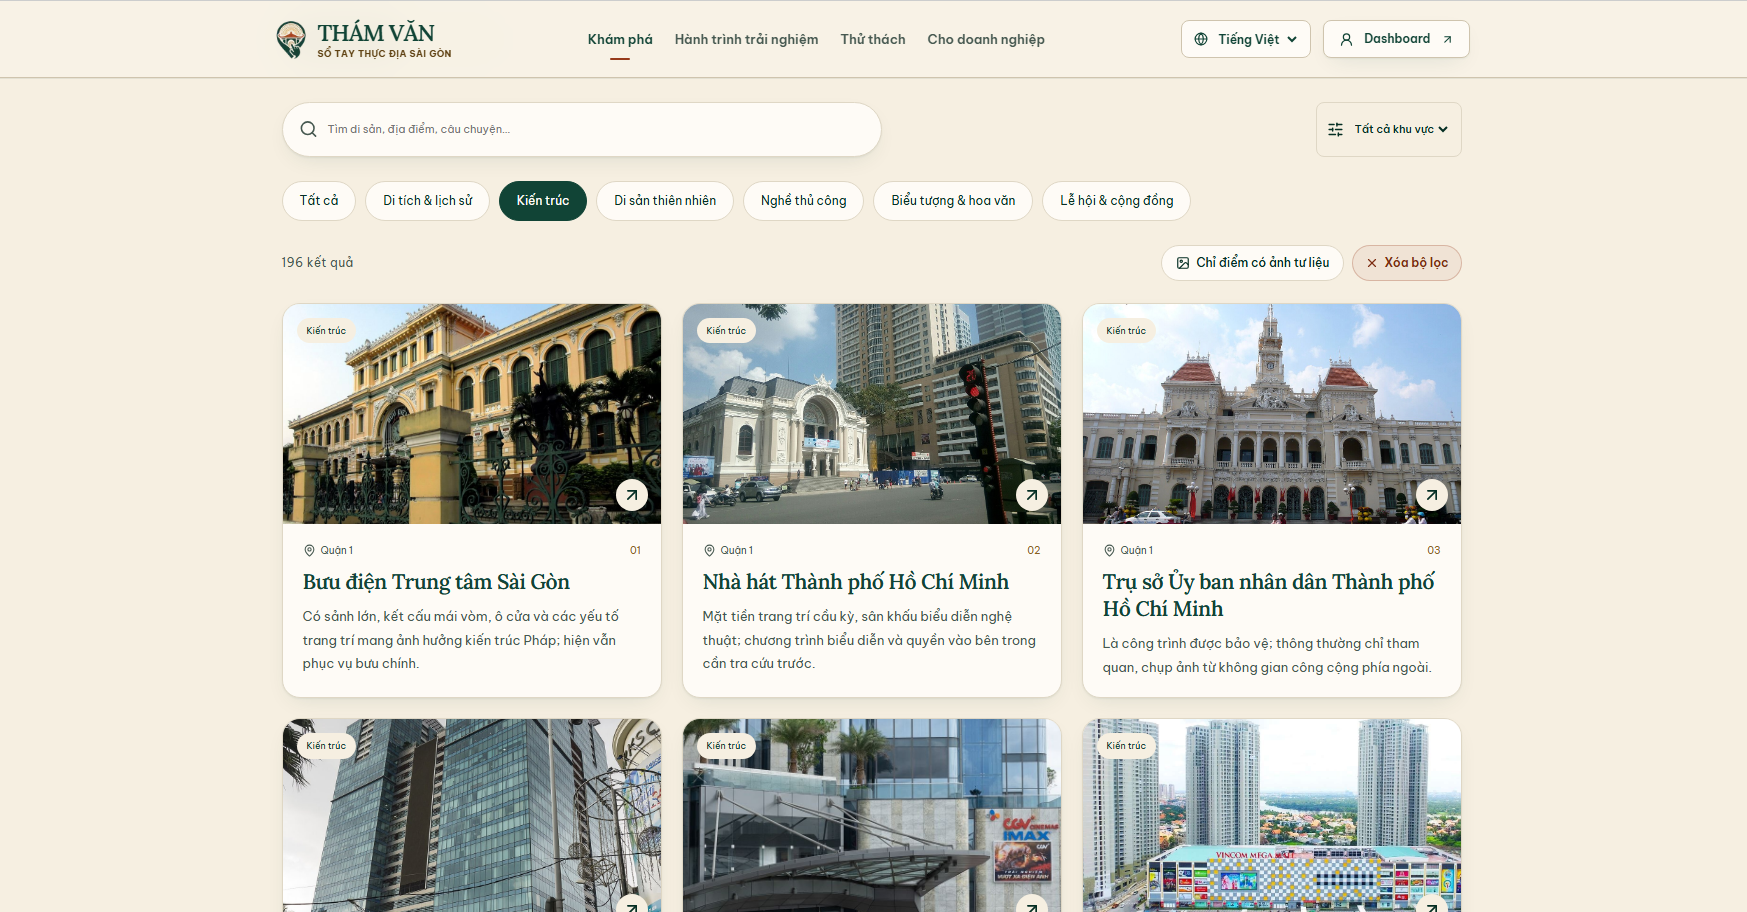 THÁM VĂN
SỔ TAY THỰC ĐỊA SÀI GÒN
Khám phá
Hành trình trải nghiệm
Thử thách
Cho doanh nghiệp
Tiếng Việt
Dashboard
Tìm di sản, địa điểm, câu chuyện...
Tất cả khu vực
Tất cả
Di tích & lịch sử
Kiến trúc
Di sản thiên nhiên
Nghề thủ công
Biểu tượng & hoa văn
Lễ hội & cộng đồng
196 kết quả
Chỉ điểm có ảnh tư liệu
Xóa bộ lọc
Kiến trúc
Quận 1
01
Bưu điện Trung tâm Sài Gòn
Có sảnh lớn, kết cấu mái vòm, ô cửa và các yếu tố
trang trí mang ảnh hưởng kiến trúc Pháp; hiện vẫn
phục vụ bưu chính.
Kiến trúc
Quận 1
02
Nhà hát Thành phố Hồ Chí Minh
Mặt tiền trang trí cầu kỳ, sân khấu biểu diễn nghệ
thuật; chương trình biểu diễn và quyền vào bên trong
cần tra cứu trước.
Kiến trúc
Quận 1
03
Trụ sở Ủy ban nhân dân Thành phố
Hồ Chí Minh
Là công trình được bảo vệ; thông thường chỉ tham
quan, chụp ảnh từ không gian công cộng phía ngoài.
Kiến trúc
Kiến trúc
CGV CINEMAS
IMAX
Kiến trúc
VINCOM MEGA